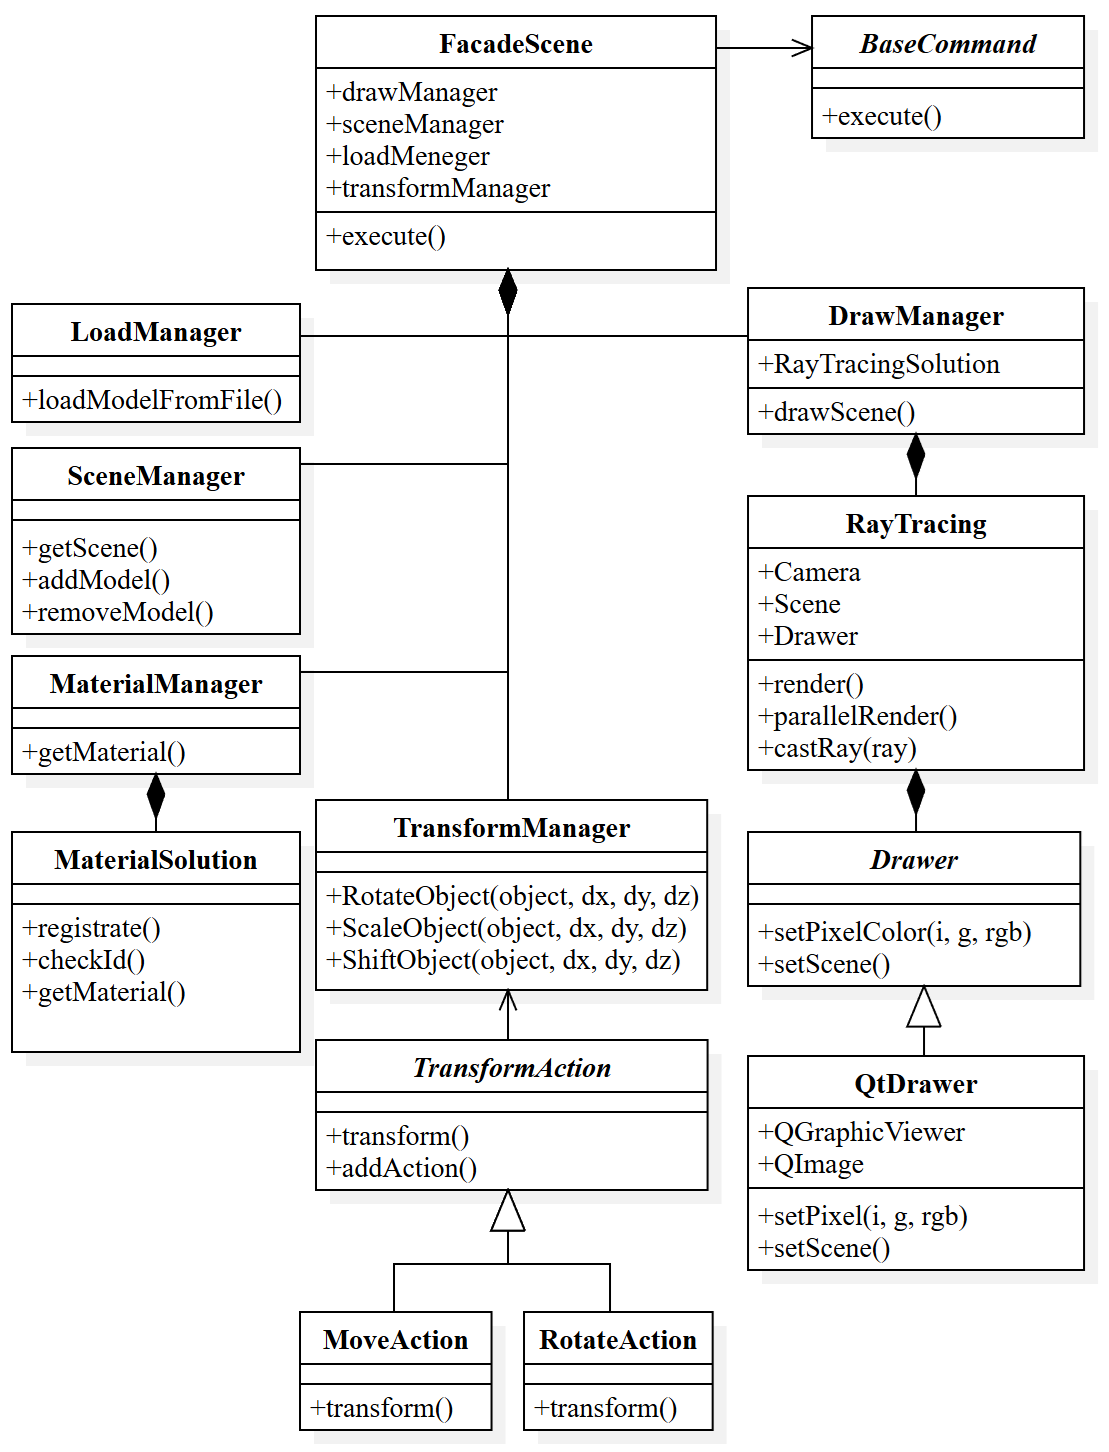 FacadeScene
+drawManager
+sceneManager
+loadMeneger
+transformManager
+execute()
BaseCommand
+execute()
LoadManager
+loadModelFromFile()
DrawManager
+RayTracingSolution
+drawScene()
SceneManager
+getScene()
+addModel()
+removeModel()
RayTracing
+Camera
+Scene
+Drawer
+render()
+parallelRender()
+castRay(ray)
MaterialManager
+getMaterial()
MaterialSolution
+registrate()
+checkId()
+getMaterial()
TransformManager
+RotateObject(object, dx, dy, dz)
+ScaleObject(object, dx, dy, dz)
+ShiftObject(object, dx, dy, dz)
Drawer
+setPixelColor(i, g, rgb)
+setScene()
TransformAction
+transform()
+addAction()
QtDrawer
+QGraphicViewer
+QImage
+setPixel(i, g, rgb)
+setScene()
MoveAction
+transform()
RotateAction
+transform()